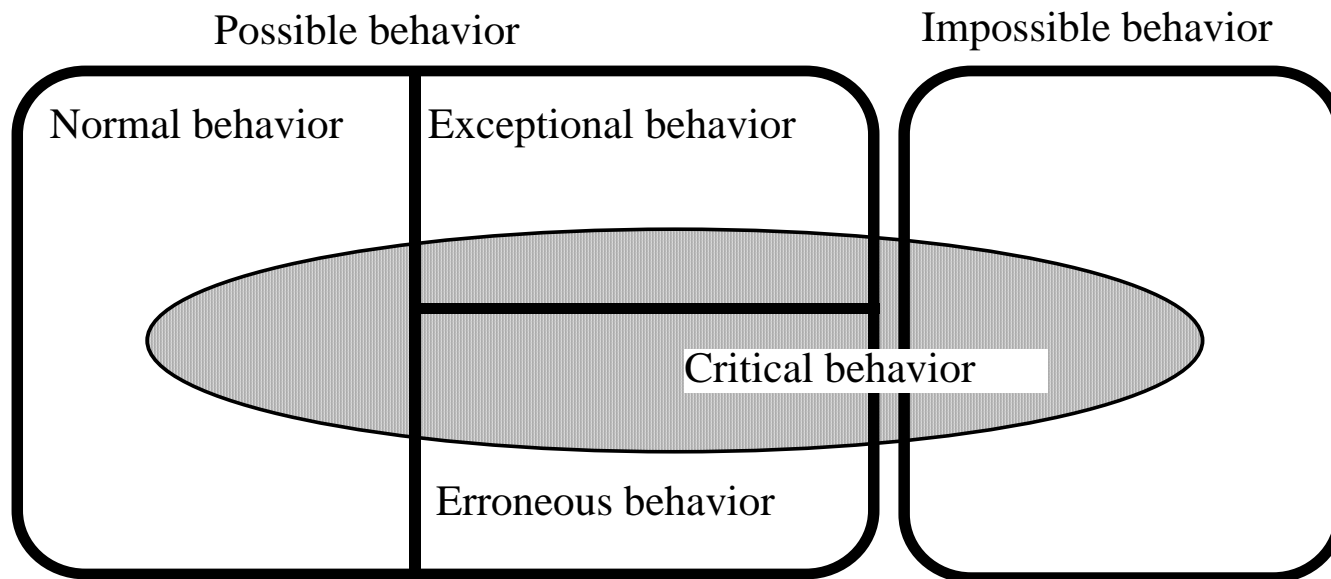 Possible behavior
Impossible behavior
Normal behavior
Exceptional behavior
Critical behavior
Erroneous behavior